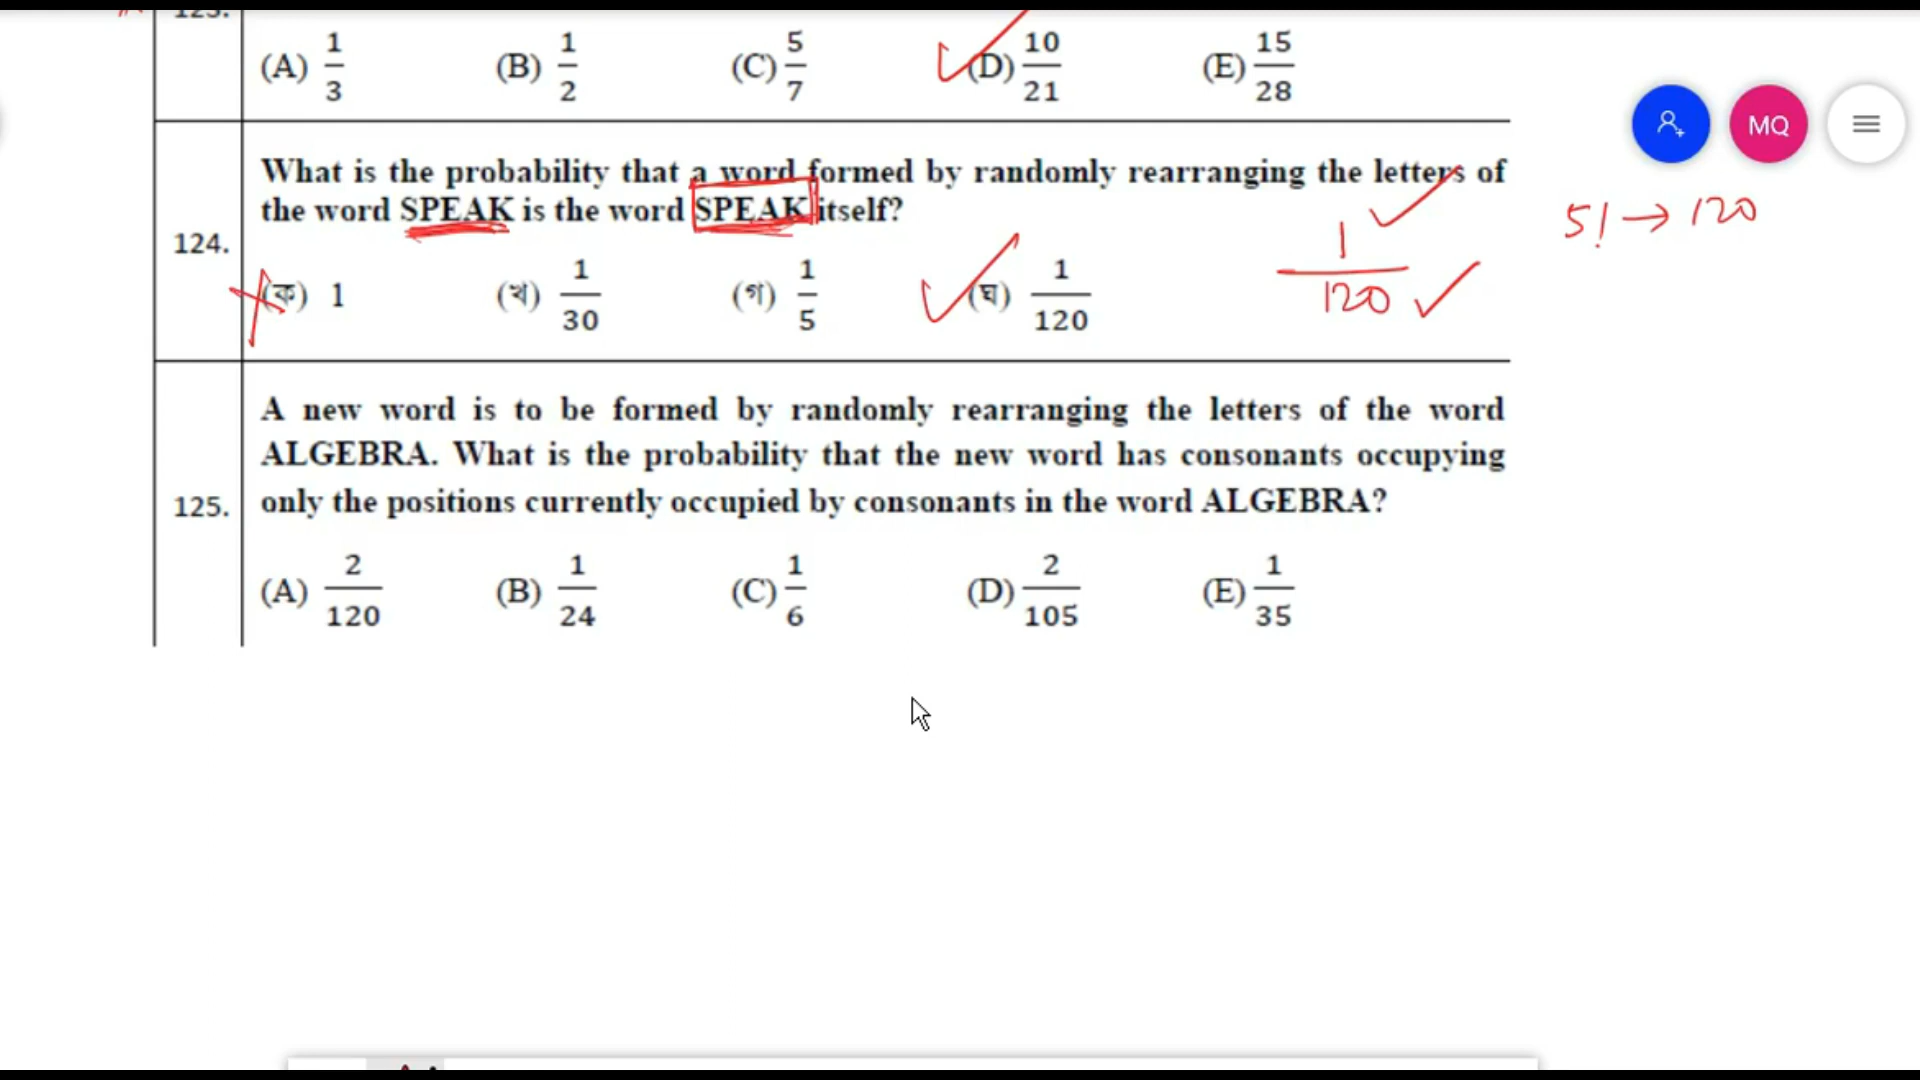 123.
(A) 1/3 (B) 1/2 (C) 5/7 (D) 10/21 (E) 15/28
MQ
What is the probability that a word formed by randomly rearranging the letters of
the word SPEAK is the word SPEAK itself?
5! → 120
124.
1/120
(ক) 1 (খ) 1/30 (গ) 1/5 (ঘ) 1/120
A new word is to be formed by randomly rearranging the letters of the word
ALGEBRA. What is the probability that the new word has consonants occupying
125. only the positions currently occupied by consonants in the word ALGEBRA?
(A) 2/120 (B) 1/24 (C) 1/6 (D) 2/105 (E) 1/35